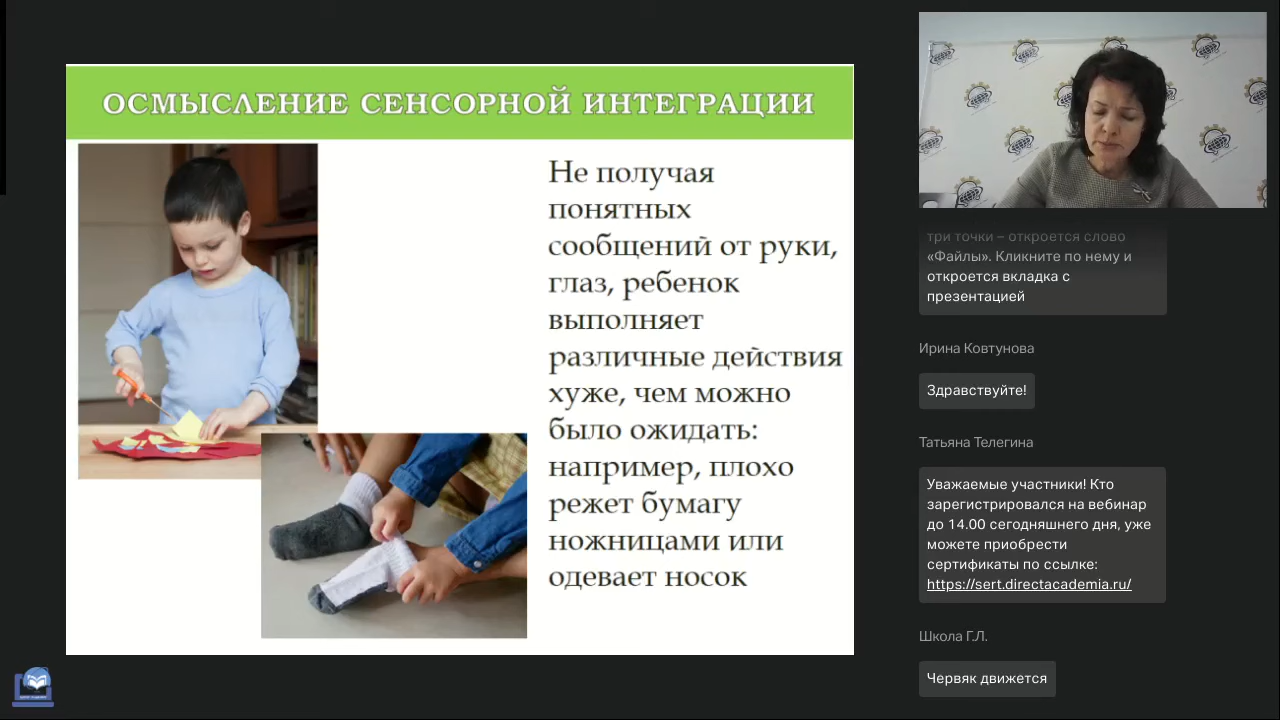 ОСМЫСЛЕНИЕ СЕНСОРНОЙ ИНТЕГРАЦИИ
Не получая
понятных
сообщений от руки,
глаз, ребенок
выполняет
различные действия
хуже, чем можно
было ожидать:
например, плохо
режет бумагу
ножницами или
одевает носок
три точки – откроется слово
«Файлы». Кликните по нему и
откроется вкладка с
презентацией
Ирина Ковтунова
Здравствуйте!
Татьяна Телегина
Уважаемые участники! Кто
зарегистрировался на вебинар
до 14.00 сегодняшнего дня, уже
можете приобрести
сертификаты по ссылке:
https://sert.directacademia.ru/
Школа Г.Л.
Червяк движется